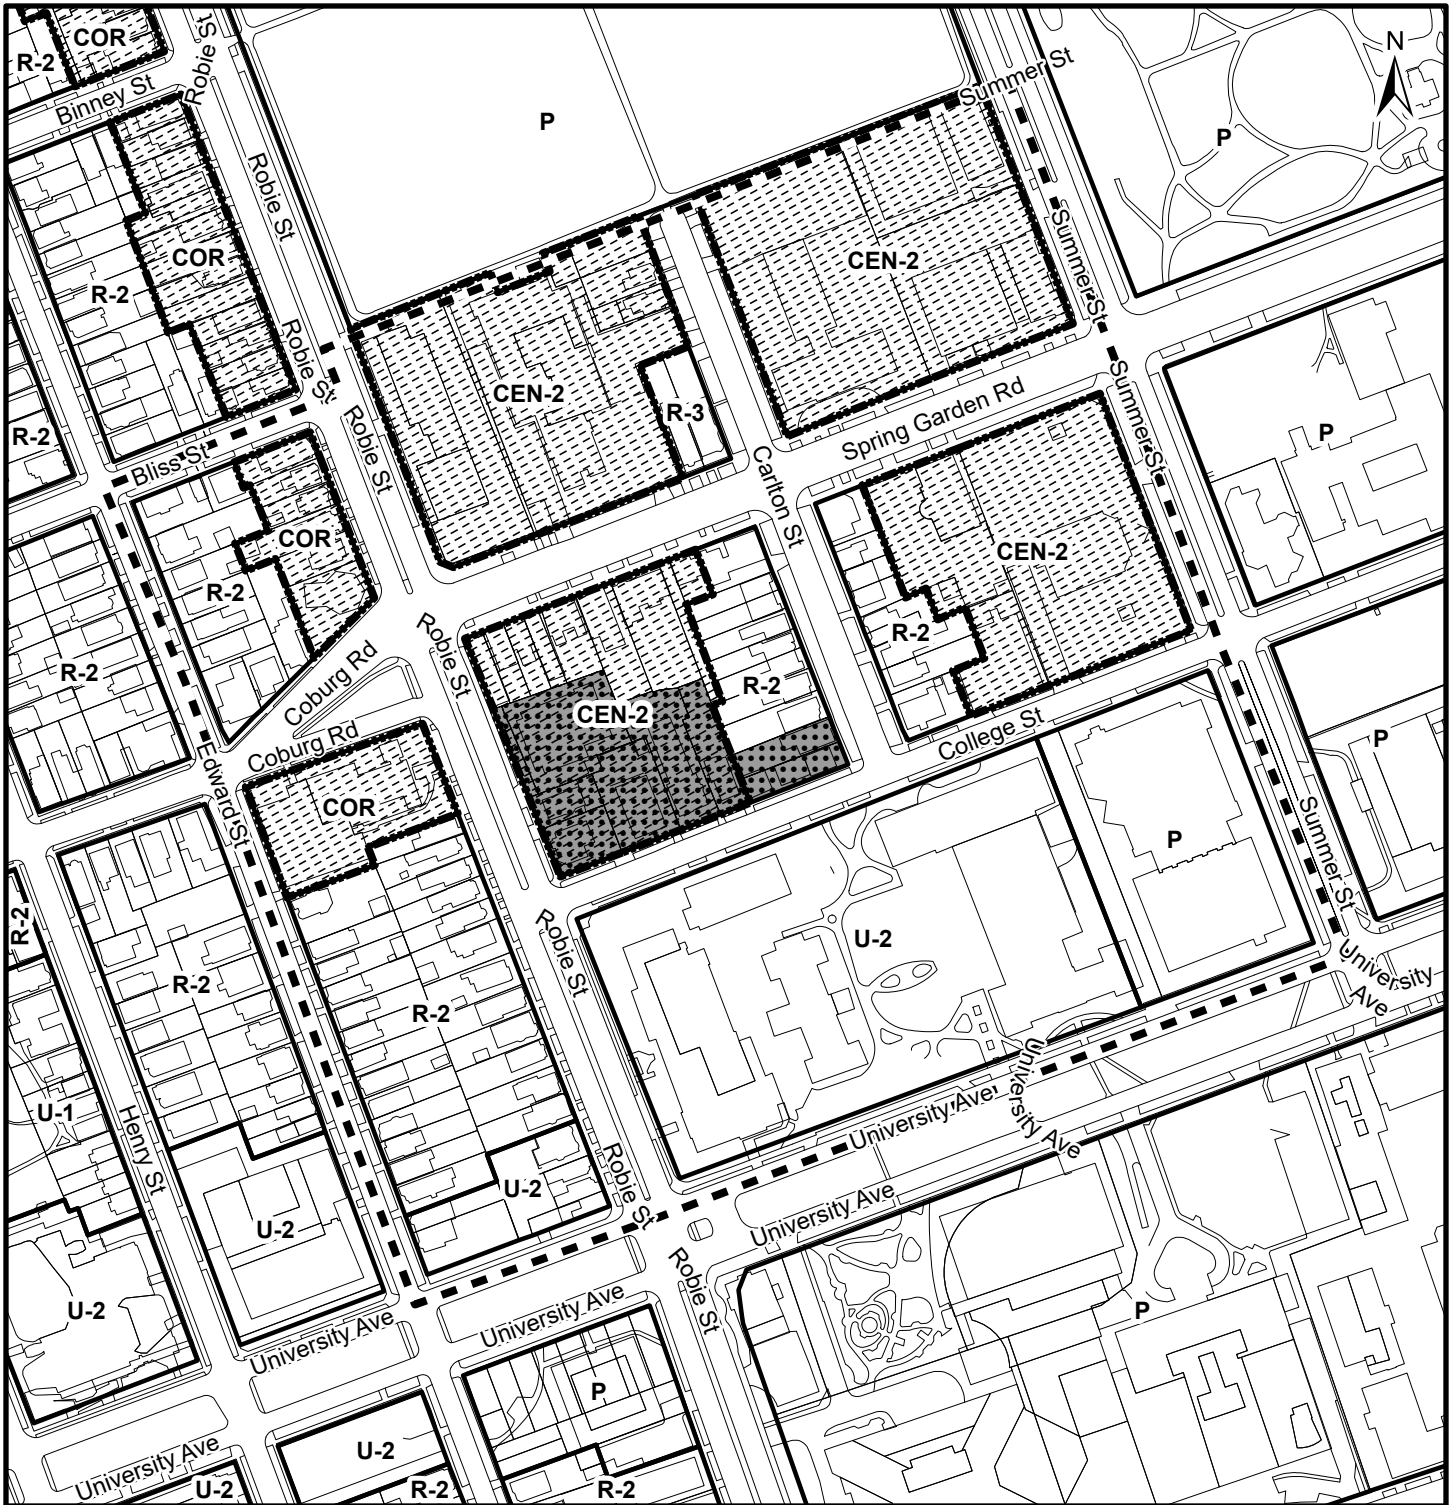 COR
R-2
Robie St
Binney St
Summer St
N
P
P
Robie St
Summer St
COR
CEN-2
R-2
Robie St
Summer St
CEN-2
R-3
Spring Garden Rd
P
R-2
Robie St
Bliss St
Carlton St
COR
CEN-2
R-2
R-2
Robie St
R-2
R-2
Coburg Rd
CEN-2
College St
P
Coburg Rd
Edward St
COR
Summer St
P
R-2
Robie St
U-2
University
Ave
R-2
R-2
University Ave
University Ave
U-1
Henry St
Robie St
U-2
University Ave
U-2
U-2
Robie St
P
University Ave
University Ave
P
U-2
University Ave
U-2
R-2
R-2